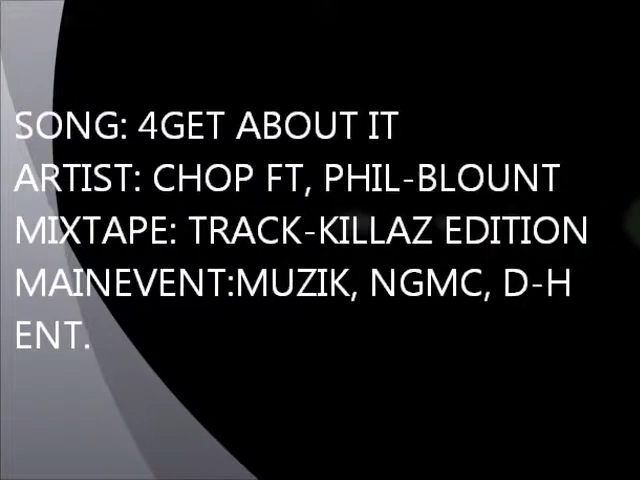 SONG: 4GET ABOUT IT
ARTIST: CHOP FT, PHIL-BLOUNT
MIXTAPE: TRACK-KILLAZ EDITION
MAINEVENT:MUZIK, NGMC, D-H
ENT.